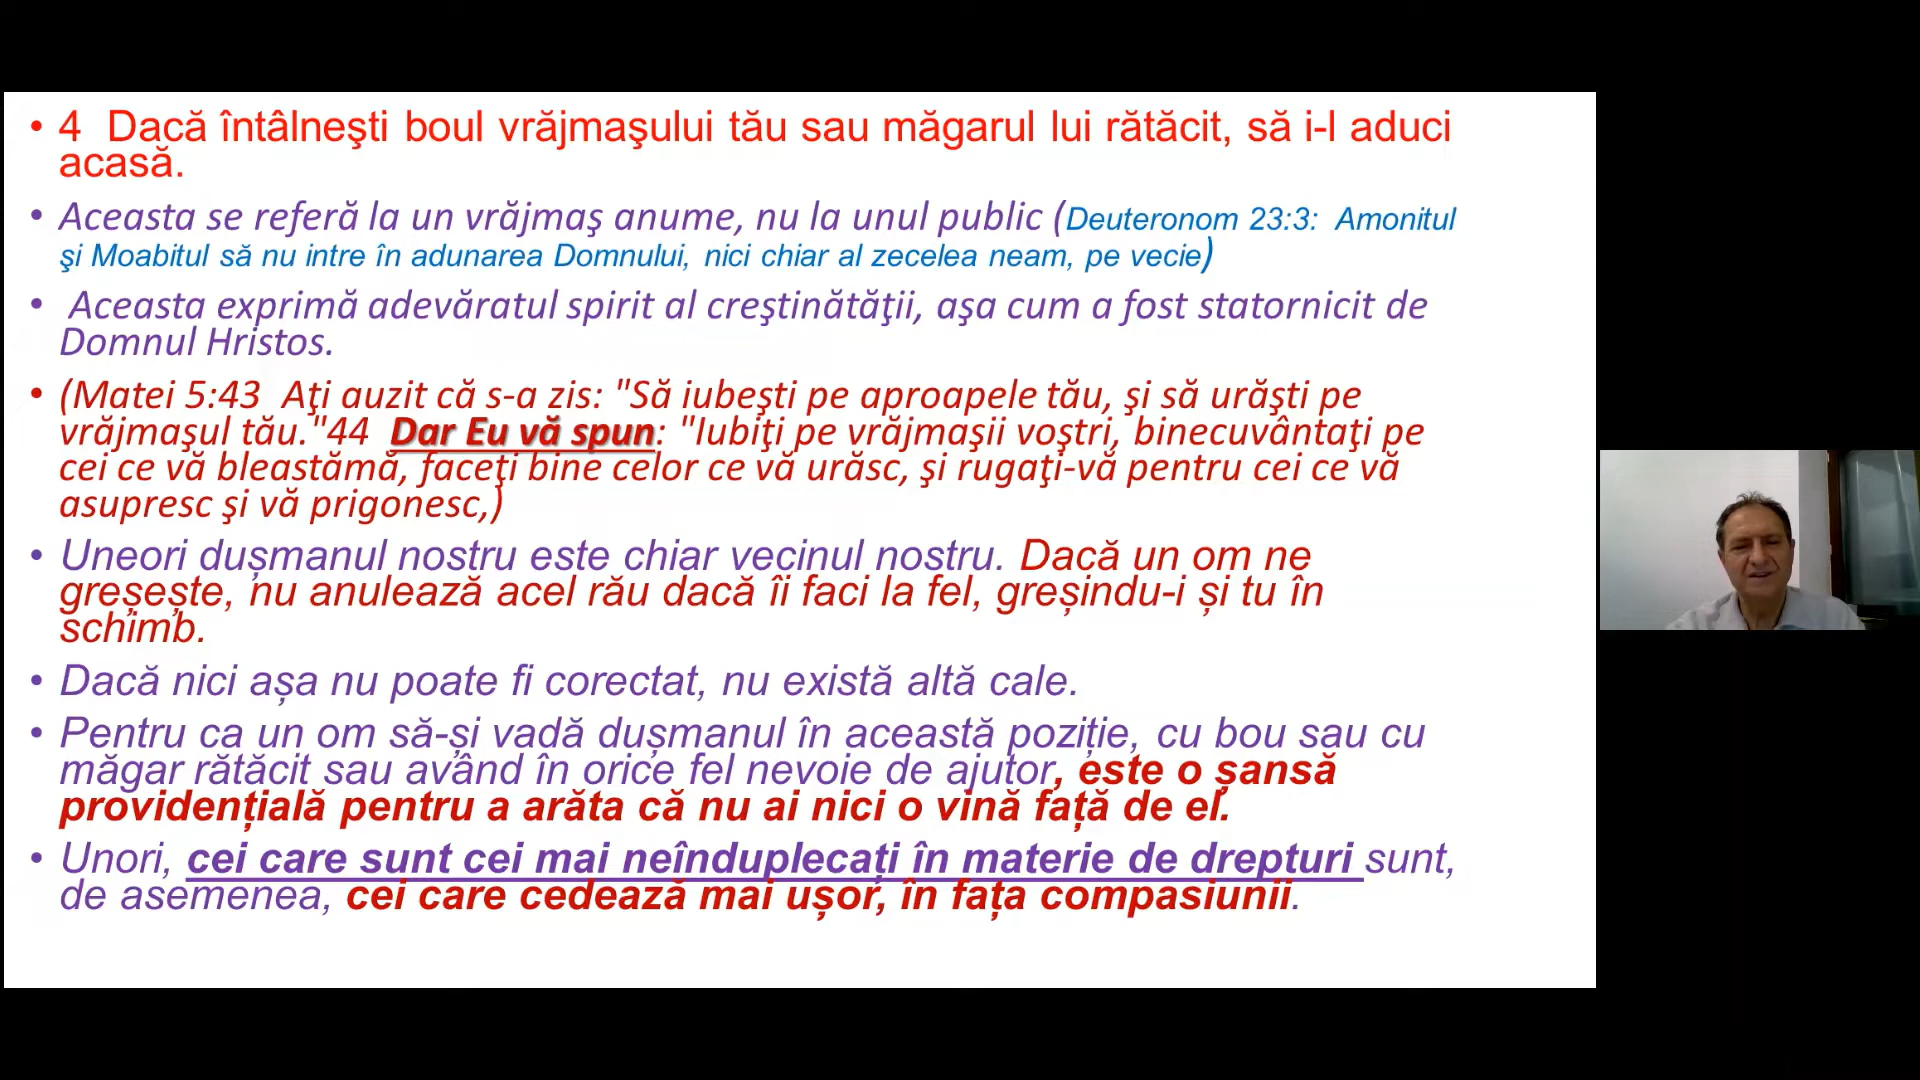 • 4  Dacă întâlneşti boul vrăjmaşului tău sau măgarul lui rătăcit, să i-l aduci
acasă.
• Aceasta se referă la un vrăjmaş anume, nu la unul public (Deuteronom 23:3:  Amonitul
şi Moabitul să nu intre în adunarea Domnului, nici chiar al zecelea neam, pe vecie)
• Aceasta exprimă adevăratul spirit al creştinătăţii, aşa cum a fost statornicit de
Domnul Hristos.
• (Matei 5:43  Aţi auzit că s-a zis: "Să iubeşti pe aproapele tău, şi să urăşti pe
vrăjmaşul tău."44  Dar Eu vă spun: "Iubiţi pe vrăjmaşii voştri, binecuvântaţi pe
cei ce vă bleastămă, faceţi bine celor ce vă urăsc, şi rugaţi-vă pentru cei ce vă
asupresc şi vă prigonesc,)
• Uneori dușmanul nostru este chiar vecinul nostru. Dacă un om ne
greșește, nu anulează acel rău dacă îi faci la fel, greșindu-i și tu în
schimb.
• Dacă nici așa nu poate fi corectat, nu există altă cale.
• Pentru ca un om să-și vadă dușmanul în această poziție, cu bou sau cu
măgar rătăcit sau având în orice fel nevoie de ajutor, este o șansă
providențială pentru a arăta că nu ai nici o vină față de el.
• Unori, cei care sunt cei mai neînduplecați în materie de drepturi sunt,
de asemenea, cei care cedează mai ușor, în fața compasiunii.